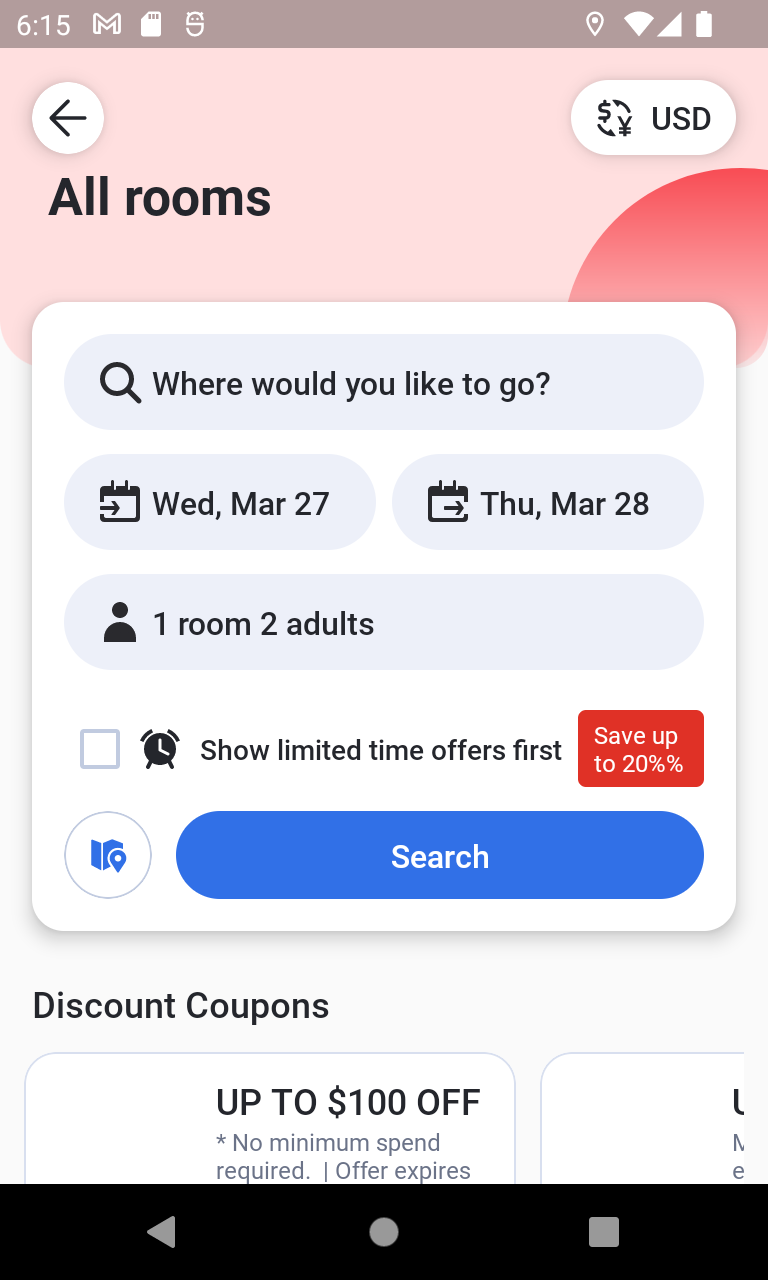 6:15
USD
All rooms
Where would you like to go?
Wed, Mar 27
Thu, Mar 28
1 room 2 adults
Show limited time offers first
Save up
to 20%%
Search
Discount Coupons
UP TO $100 OFF
* No minimum spend
required.  | Offer expires